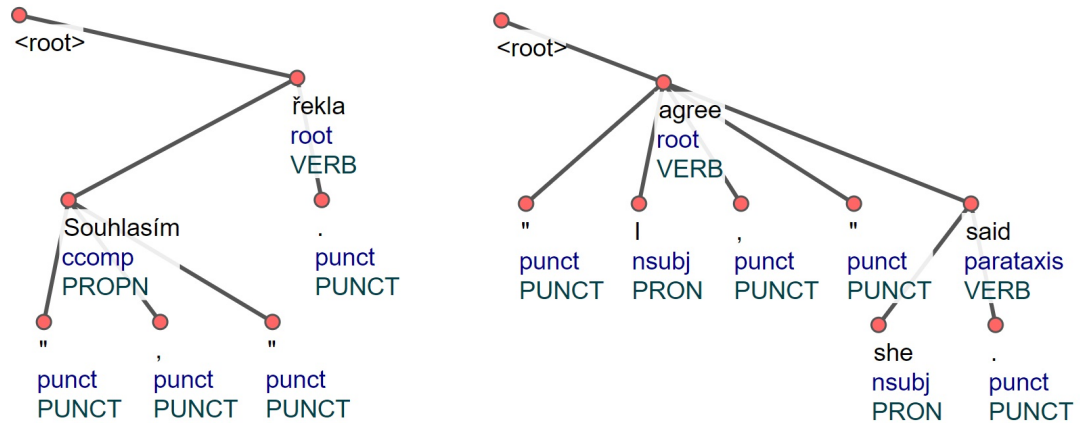 <root>
řekla
root
VERB
Souhlasím
ccomp
PROPN
.
punct
PUNCT
"
punct
PUNCT
,
punct
PUNCT
"
punct
PUNCT
<root>
agree
root
VERB
"
punct
PUNCT
I
nsubj
PRON
,
punct
PUNCT
"
punct
PUNCT
said
parataxis
VERB
she
nsubj
PRON
.
punct
PUNCT